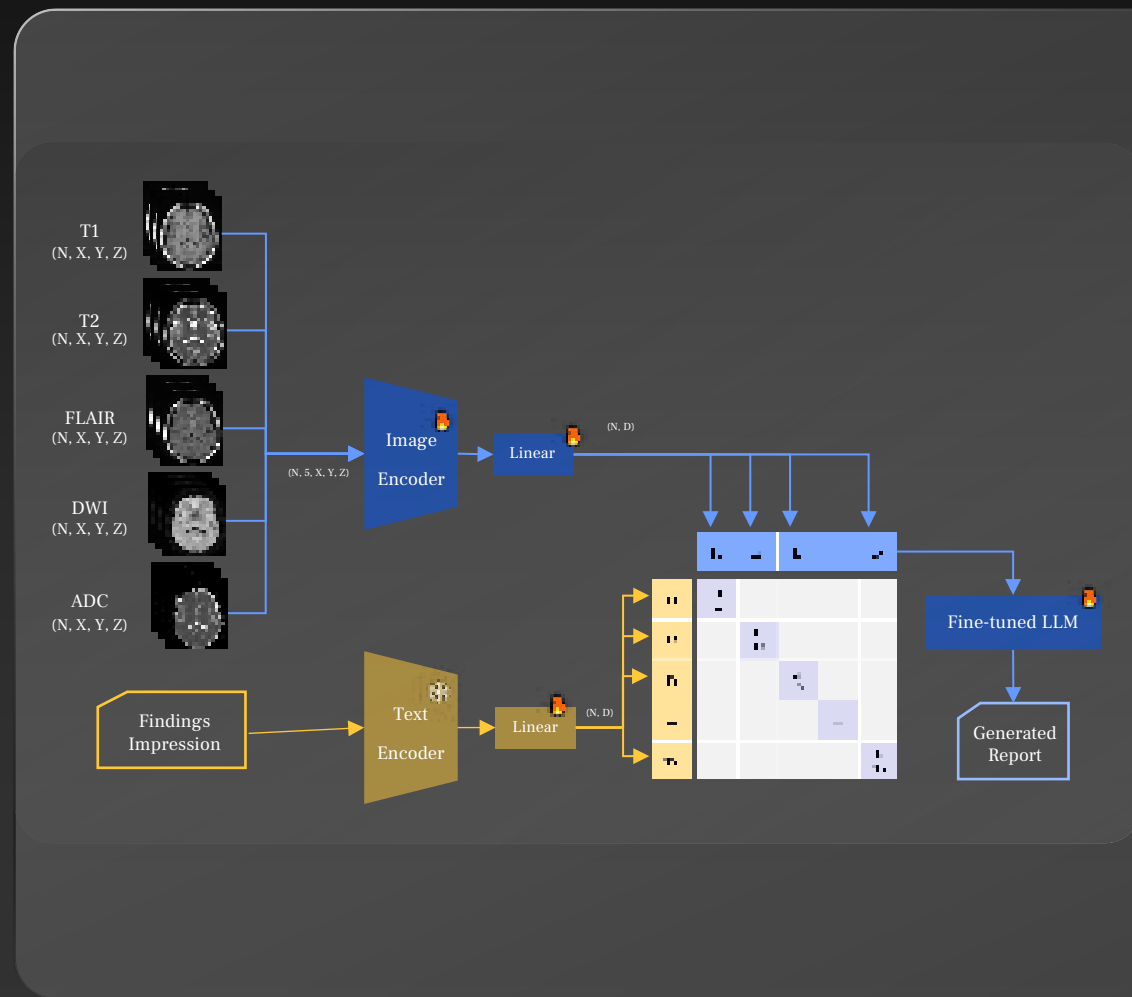 T1
(N, X, Y, Z)
T2
(N, X, Y, Z)
FLAIR
(N, X, Y, Z)
DWI
(N, X, Y, Z)
ADC
(N, X, Y, Z)
(N, 5, X, Y, Z)
Image
Encoder
Linear
(N, D)
Findings
Impression
Text
Encoder
Linear
(N, D)
Fine-tuned LLM
Generated
Report